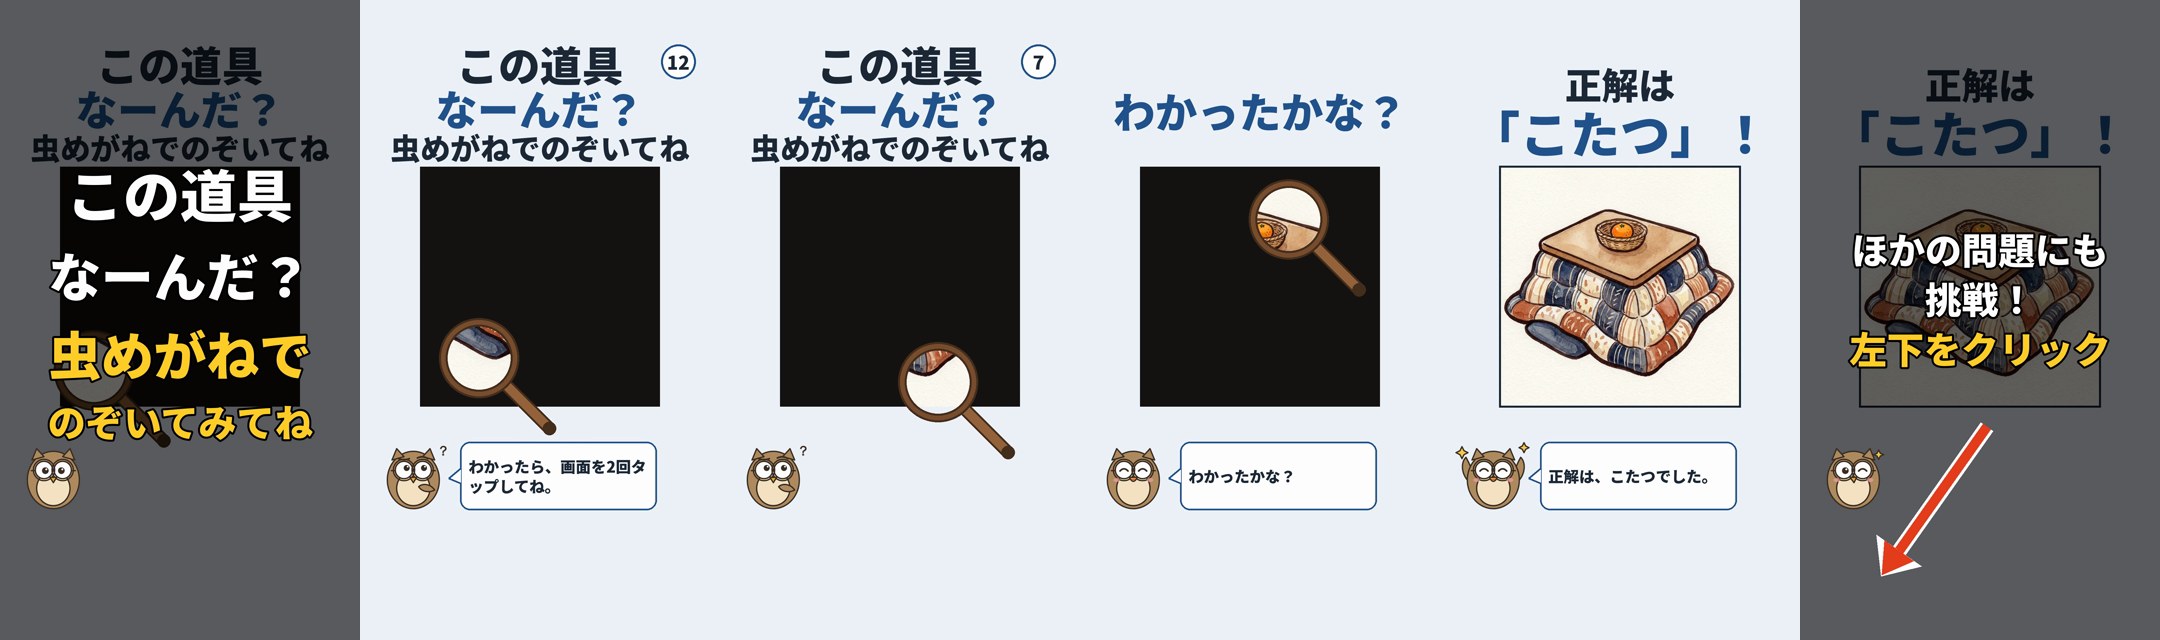 この道具
なーんだ？
虫めがねでのぞいてね
この道具
なーんだ？
虫めがねで
のぞいてみてね
この道具
12
なーんだ？
虫めがねでのぞいてね
?
わかったら、画面を2回タ
ップしてね。
この道具
7
なーんだ？
虫めがねでのぞいてね
?
わかったかな？
わかったかな？
正解は
「こたつ」！
正解は、こたつでした。
正解は
「こたつ」！
ほかの問題にも
挑戦！
左下をクリック